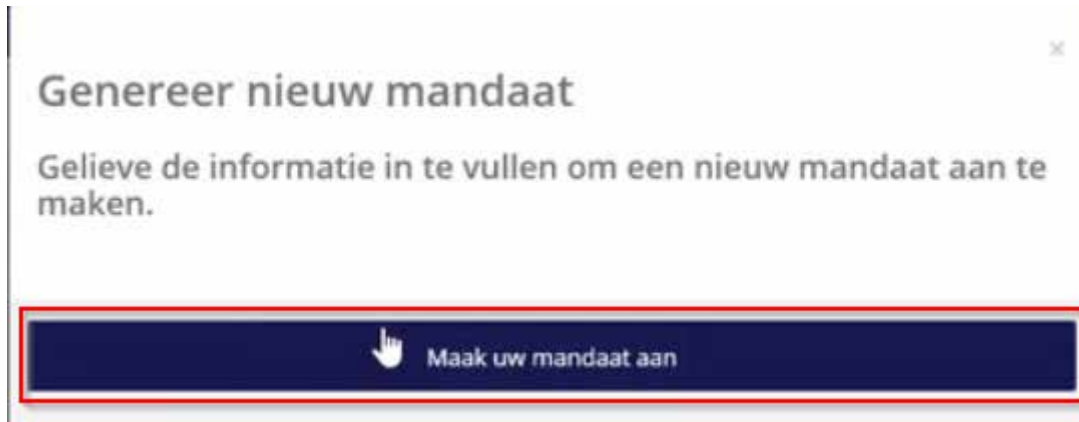 Genereer nieuw mandaat
Gelieve de informatie in te vullen om een nieuw mandaat aan te
maken.
Maak uw mandaat aan